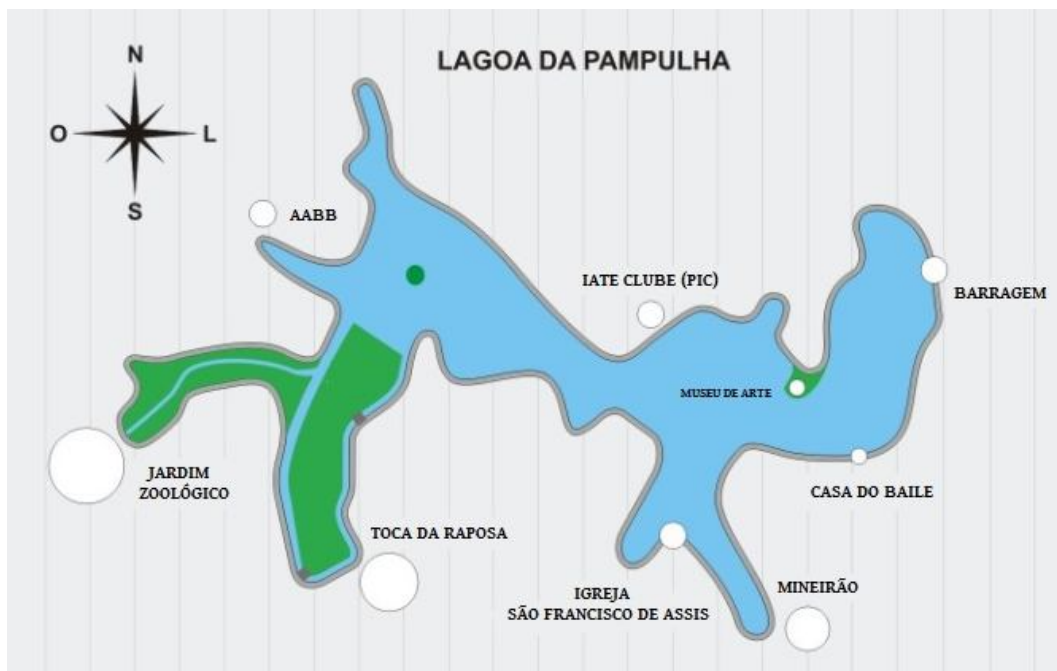 LAGOA DA PAMPULHA
N
O
L
S
AABB
IATE CLUBE (PIC)
BARRAGEM
MUSEU DE ARTE
JARDIM
ZOOLÓGICO
CASA DO BAILE
TOCA DA RAPOSA
IGREJA
SÃO FRANCISCO DE ASSIS
MINEIRÃO